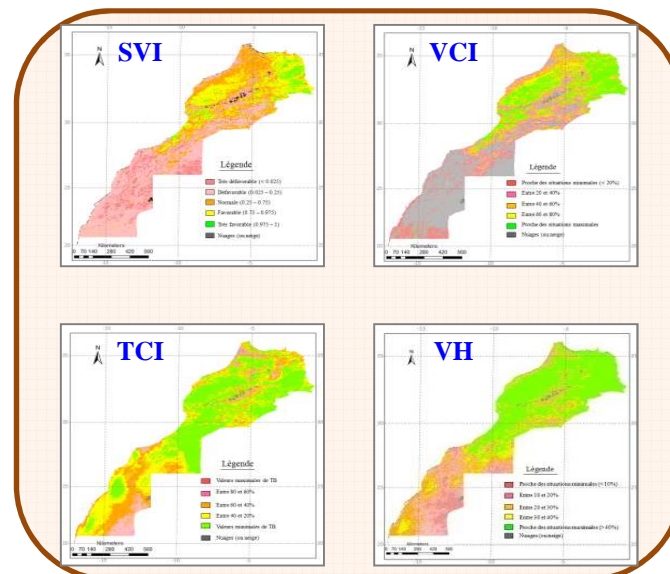 SVI
N
Légende
Très défavorable (< 0.025)
Défavorable (0.025 – 0.25)
Normale (0.25 – 0.75)
Favorable (0.75 – 0.975)
Très favorable (0.975 – 1)
Nuages (ou neige)
Kilometers
0 70 140 280 420 560
VCI
N
Légende
Proche des situations minimales (< 20%)
Entre 20 et 40%
Entre 40 et 60%
Entre 60 et 80%
Proche des situations maximales
Nuages (ou neige)
Kilometers
0 70 140 280 420 560
TCI
N
Légende
Valeurs maximales de TB
Entre 80 et 60%
Entre 60 et 40%
Entre 40 et 20%
Valeurs maximales de TB
Nuages (ou neige)
Kilometers
0 70 140 280 420 560
VH
N
Légende
Proche des situations minimales (<10%)
Entre 10 et 20%
Entre 20 et 30%
Entre 30 et 40%
Proche des situations maximales (>40%)
Nuages (ou neige)
Kilometers
0 70 140 280 420 560